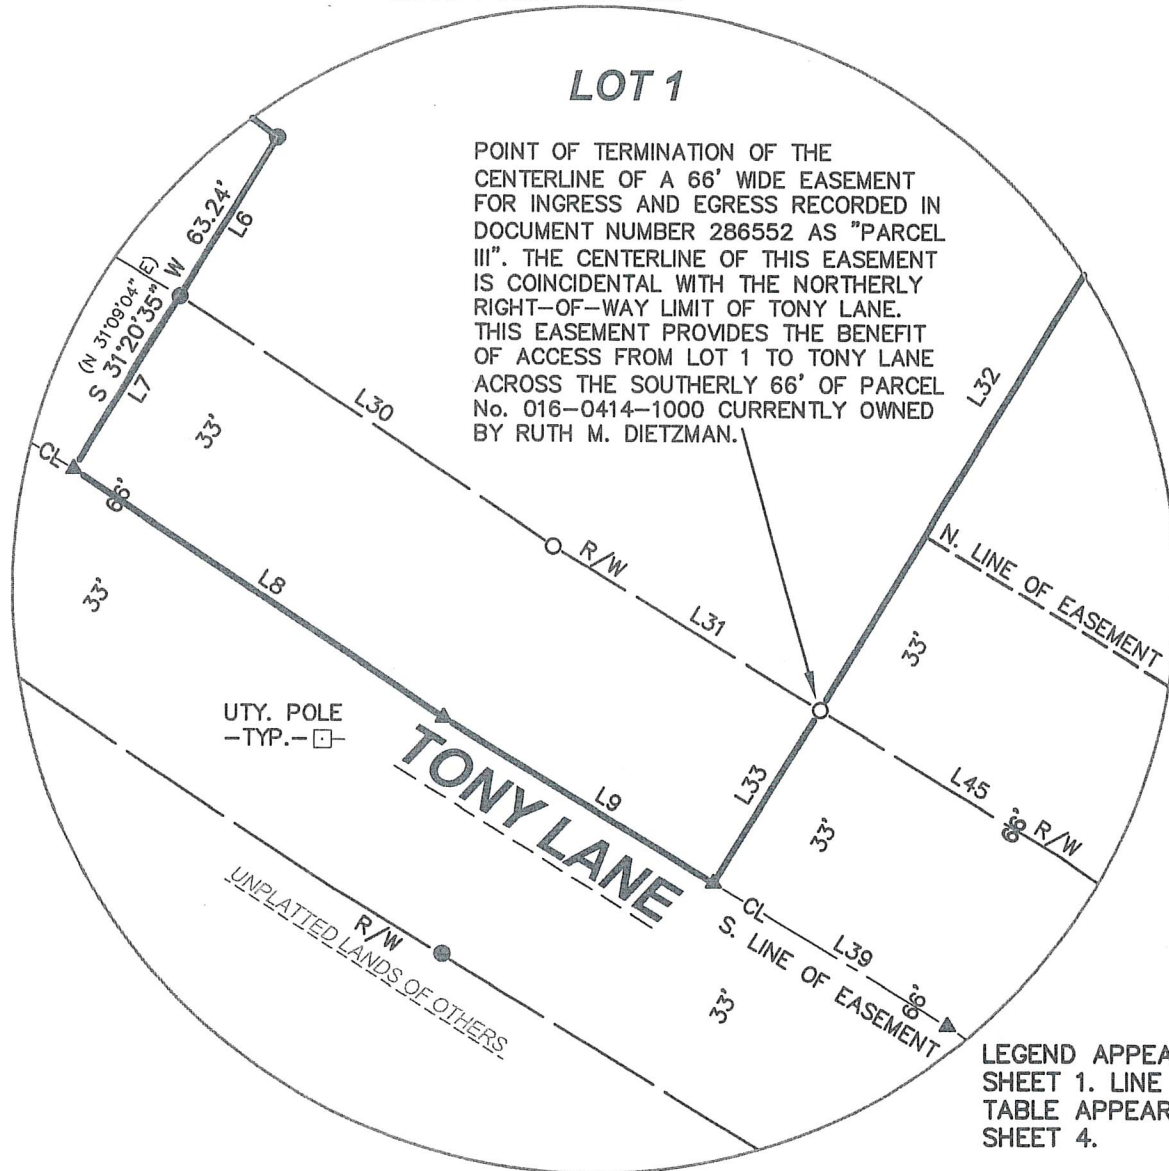 LOT 1
POINT OF TERMINATION OF THE
CENTERLINE OF A 66' WIDE EASEMENT
FOR INGRESS AND EGRESS RECORDED IN
DOCUMENT NUMBER 286552 AS "PARCEL
III". THE CENTERLINE OF THIS EASEMENT
IS COINCIDENTAL WITH THE NORTHERLY
RIGHT-OF-WAY LIMIT OF TONY LANE.
THIS EASEMENT PROVIDES THE BENEFIT
OF ACCESS FROM LOT 1 TO TONY LANE
ACROSS THE SOUTHERLY 66' OF PARCEL
No. 016-0414-1000 CURRENTLY OWNED
BY RUTH M. DIETZMAN.
(N 31°09'04" E)
S 31°20'35" W 63.24'
L6
L7
L30
33'
CL
66'
L32
L8
33'
R/W
L31
N. LINE OF EASEMENT
33'
UTY. POLE
-TYP.-
TONY LANE
L9
L33
L45
33'
66'
R/W
UNPLATTED LANDS OF OTHERS
R/W
CL
L39
S. LINE OF EASEMENT
66'
33'
LEGEND APPEA
SHEET 1. LINE
TABLE APPEAR
SHEET 4.